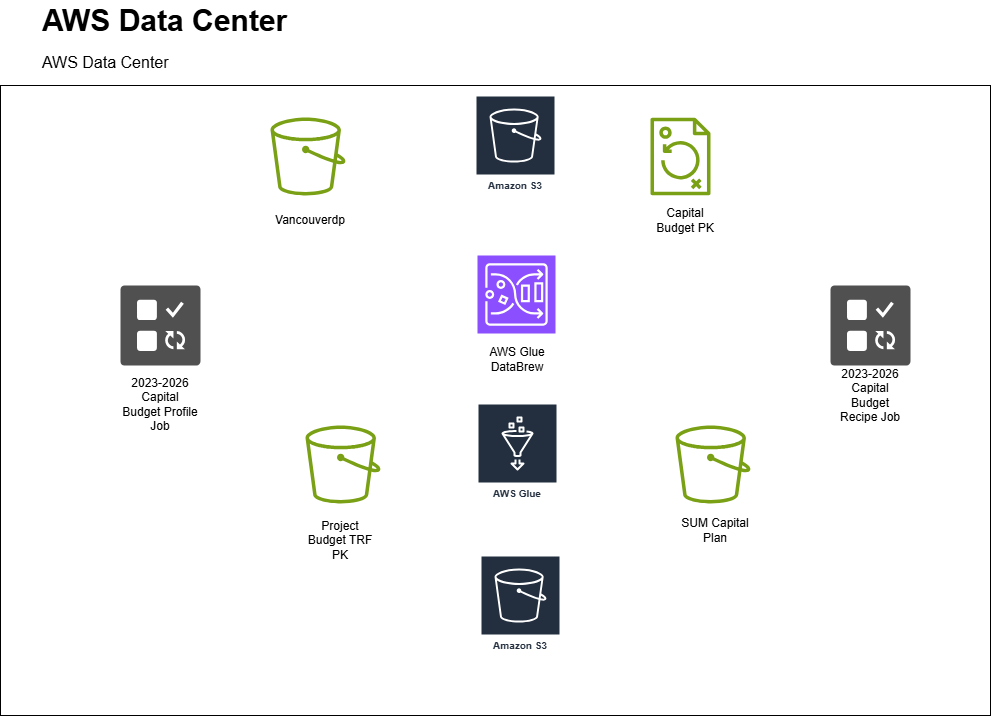 AWS Data Center
AWS Data Center
Amazon S3
Vancouverdp
Capital
Budget PK
AWS Glue
DataBrew
2023-2026
Capital
Budget Profile
Job
2023-2026
Capital
Budget
Recipe Job
AWS Glue
Project
Budget TRF
PK
SUM Capital
Plan
Amazon S3